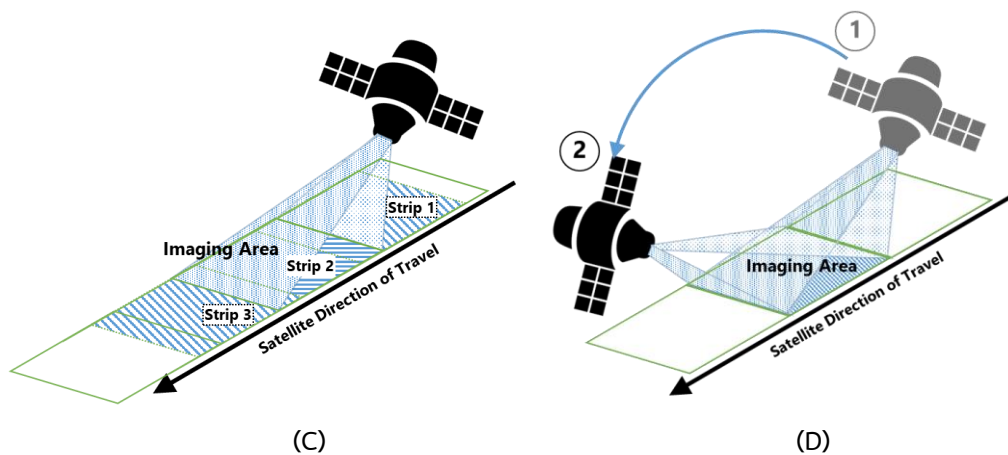 Strip 1
Imaging Area
Strip 2
Strip 3
Satellite Direction of Travel
(C)
1
2
Imaging Area
Satellite Direction of Travel
(D)